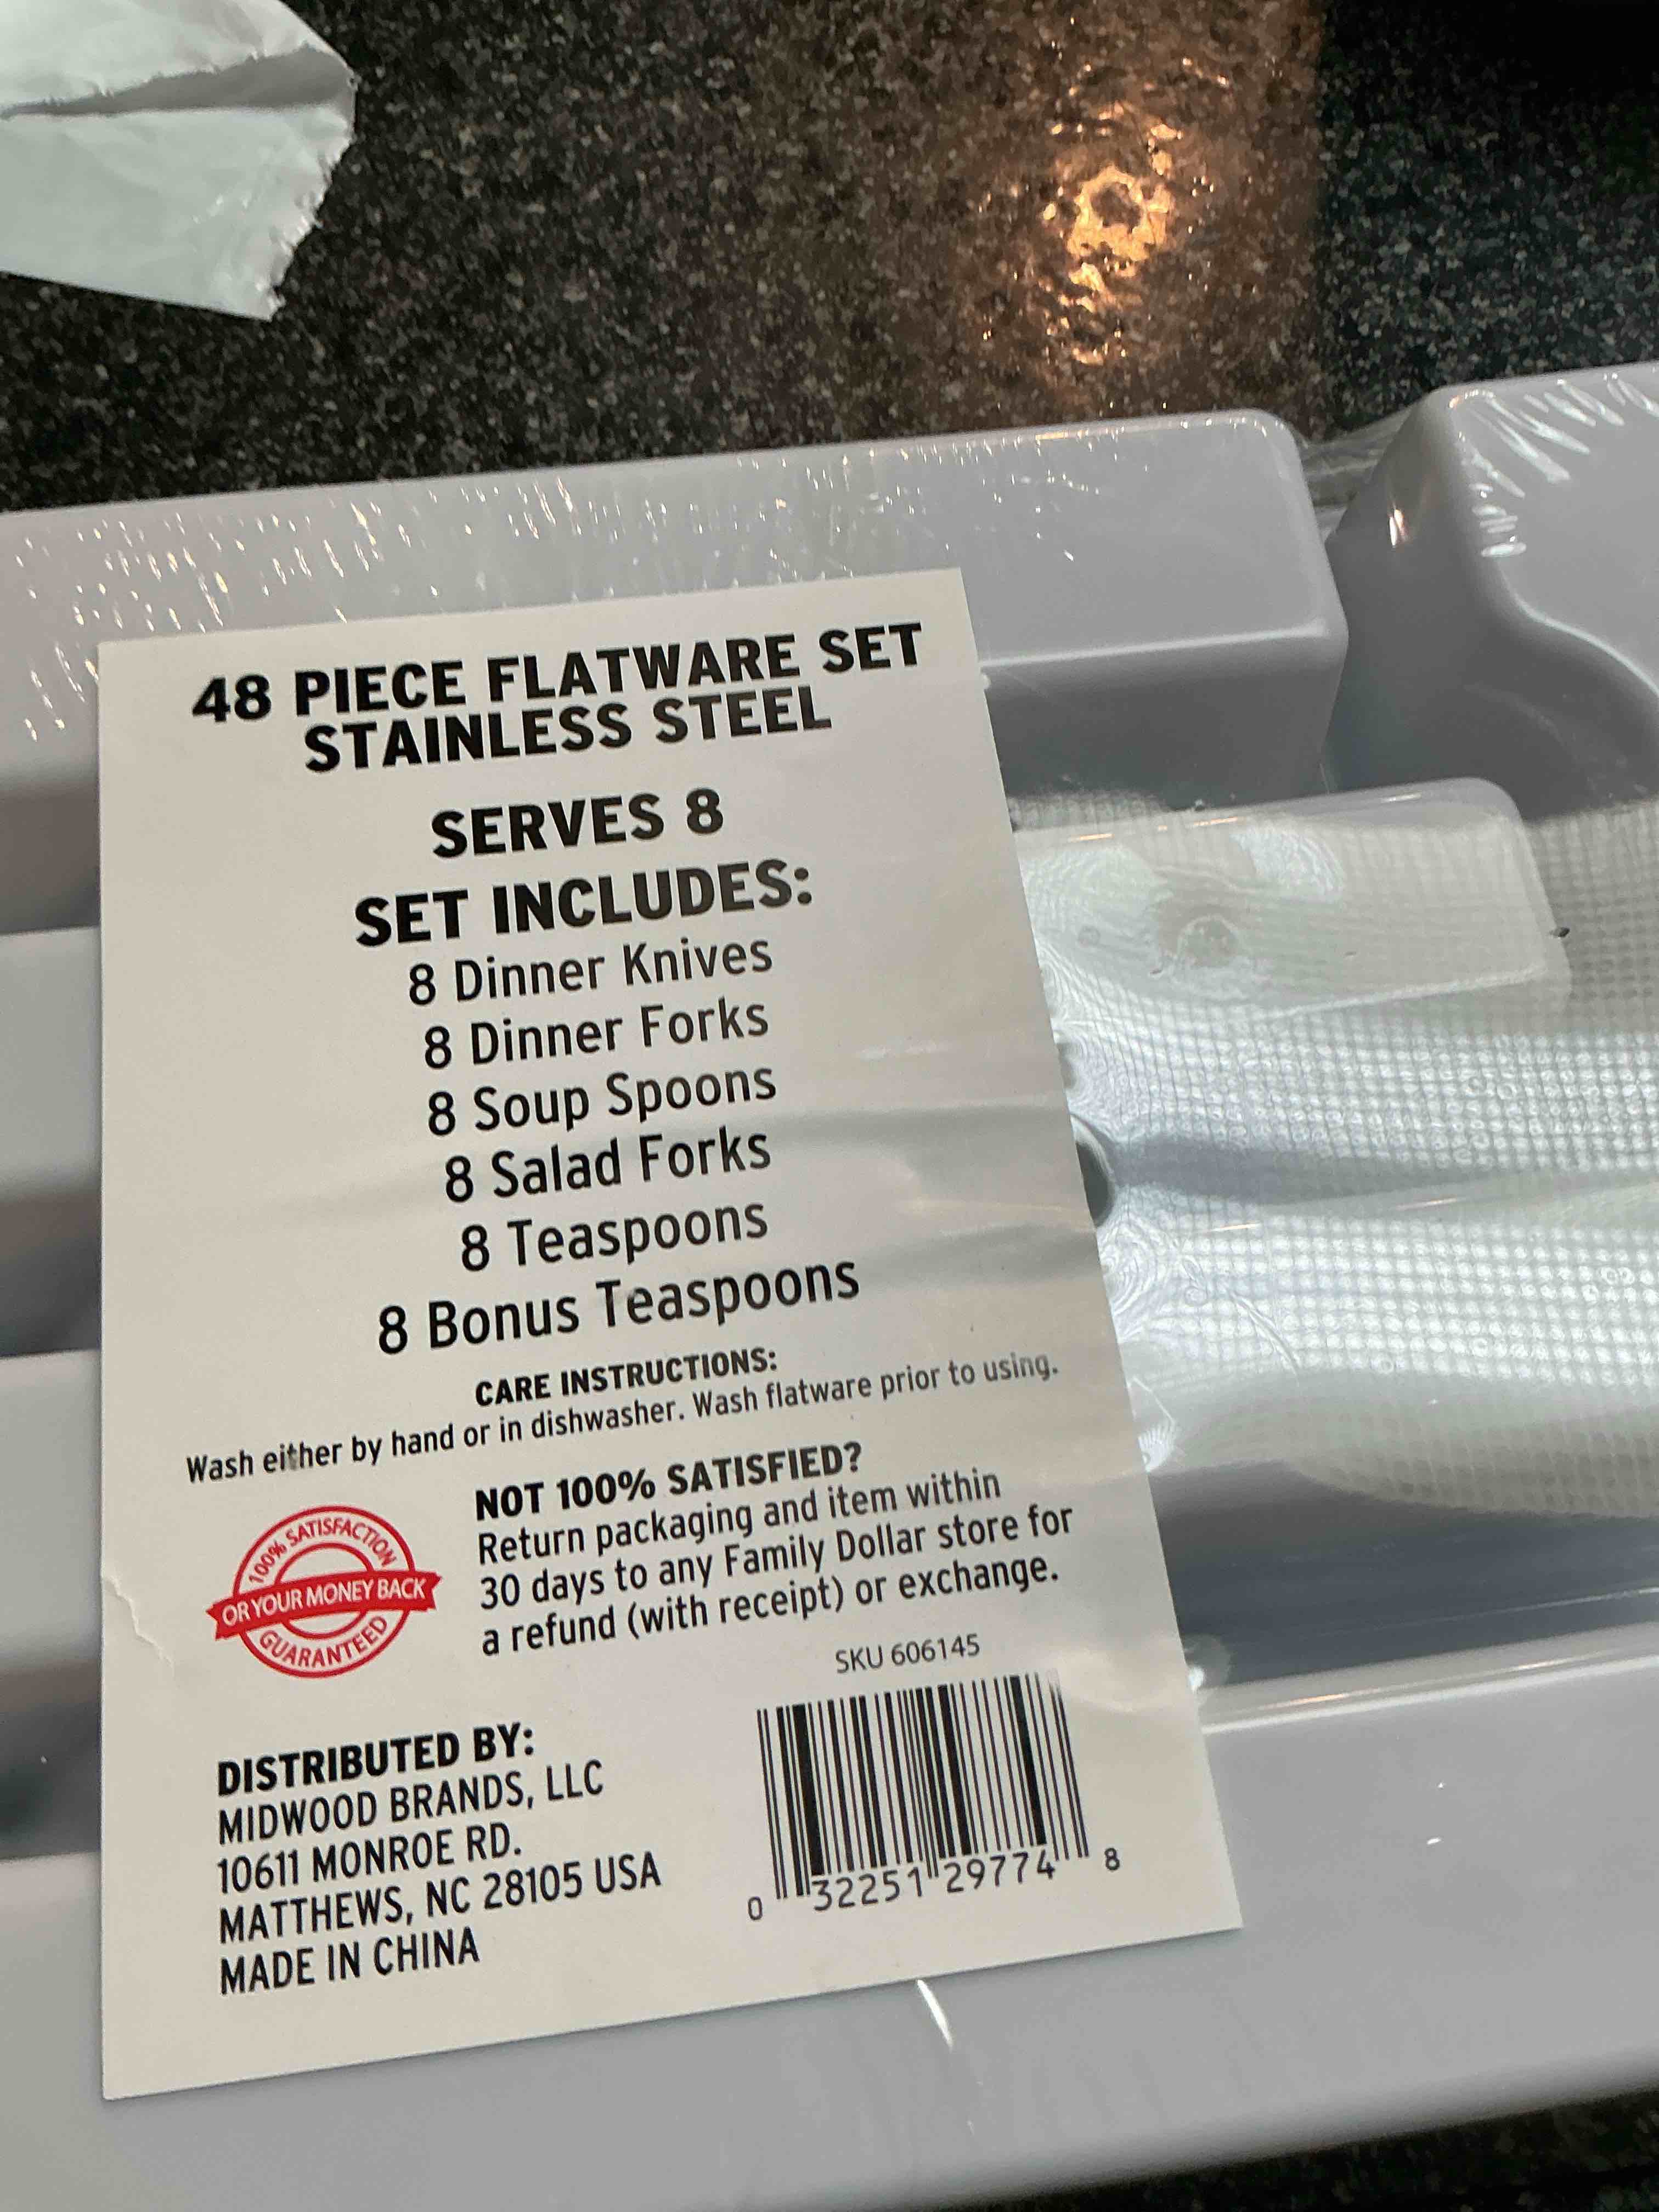 48 PIECE FLATWARE SET
STAINLESS STEEL
SERVES 8
SET INCLUDES:
8 Dinner Knives
8 Dinner Forks
8 Soup Spoons
8 Salad Forks
8 Teaspoons
8 Bonus Teaspoons
CARE INSTRUCTIONS:
Wash either by hand or in dishwasher. Wash flatware prior to using.
100% SATISFACTION
OR YOUR MONEY BACK
GUARANTEED
NOT 100% SATISFIED?
Return packaging and item within
30 days to any Family Dollar store for
a refund (with receipt) or exchange.
SKU 606145
DISTRIBUTED BY:
MIDWOOD BRANDS, LLC
10611 MONROE RD.
MATTHEWS, NC 28105 USA
MADE IN CHINA
0 32251 29774 8